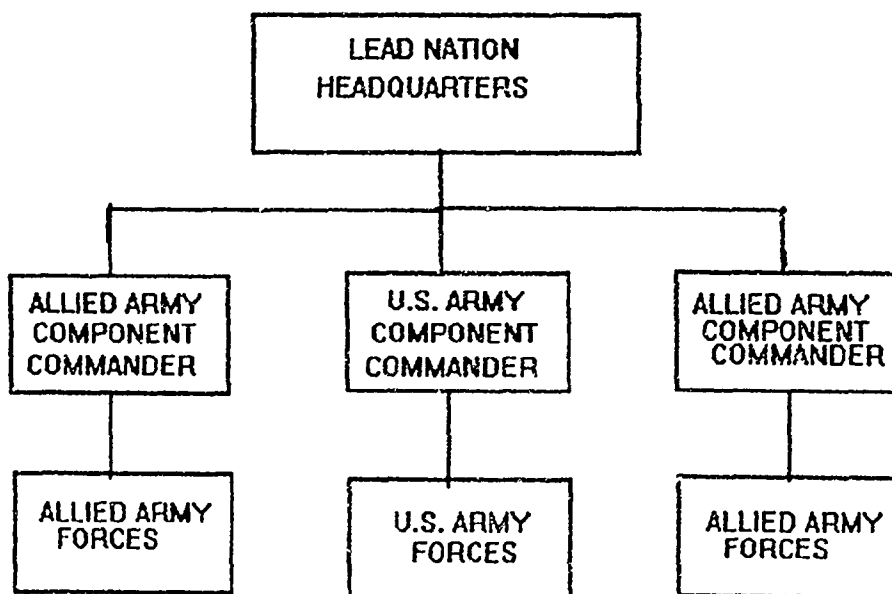 LEAD NATION
HEADQUARTERS
ALLIED ARMY
COMPONENT
COMMANDER
U.S. ARMY
COMPONENT
COMMANDER
ALLIED ARMY
COMPONENT
COMMANDER
ALLIED ARMY
FORCES
U.S. ARMY
FORCES
ALLIED ARMY
FORCES